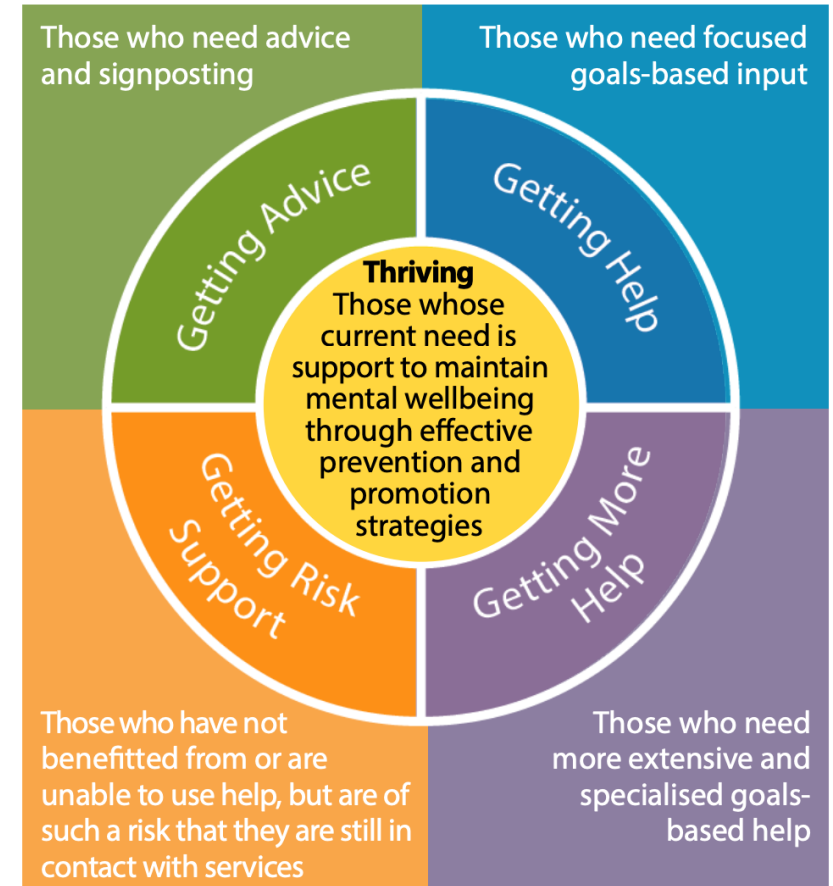 Those who need advice
and signposting
Those who need focused
goals-based input
Getting Advice
Getting Help
Thriving
Those whose
current need is
support to maintain
mental wellbeing
through effective
prevention and
promotion
strategies
Getting Risk
Support
Getting More
Help
Those who have not
benefitted from or are
unable to use help, but are of
such a risk that they are still in
contact with services
Those who need
more extensive and
specialised goals-
based help